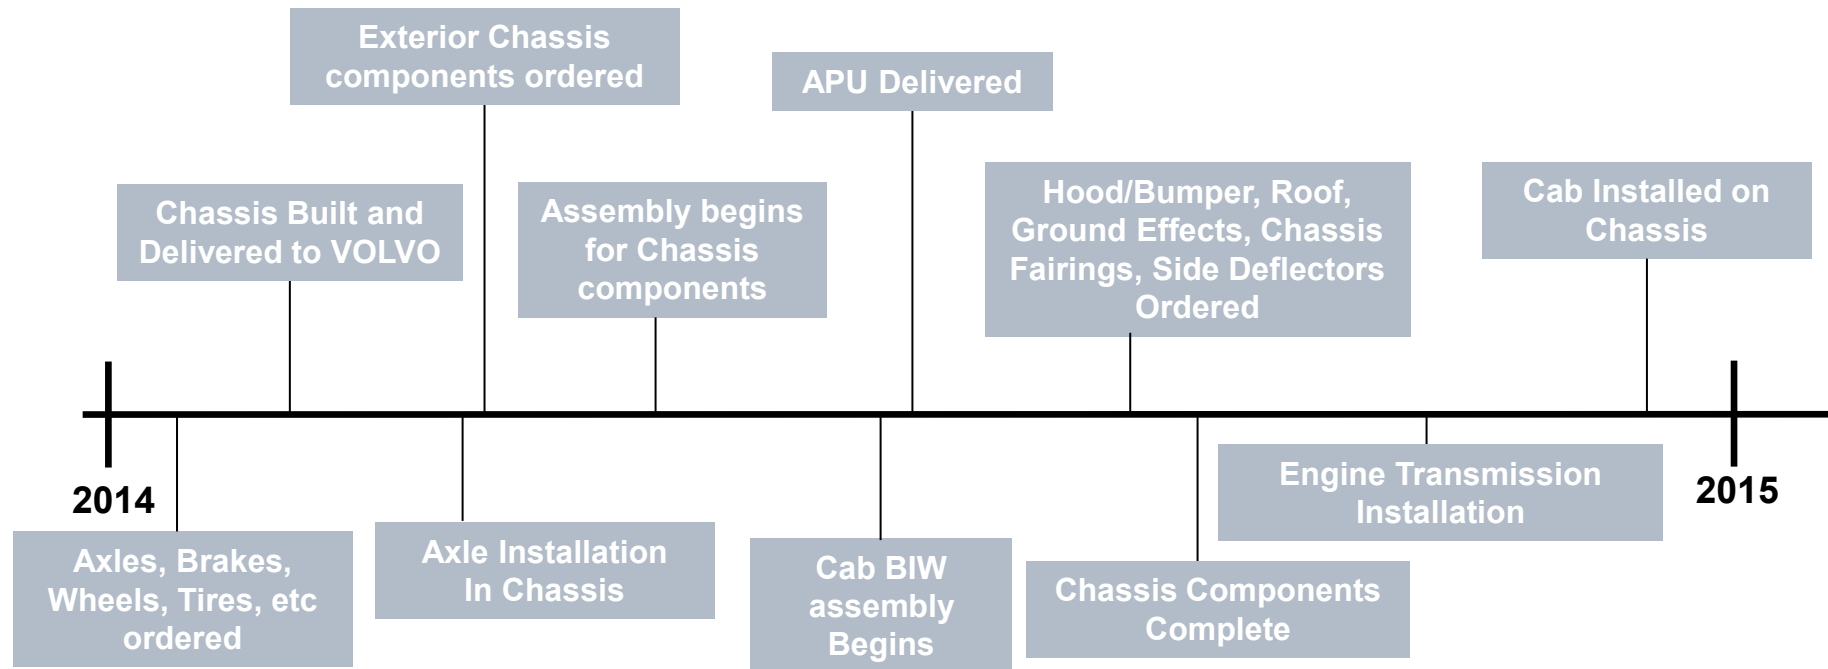 Exterior Chassis
components ordered
APU Delivered
Chassis Built and
Delivered to VOLVO
Assembly begins
for Chassis
components
Hood/Bumper, Roof,
Ground Effects, Chassis
Fairings, Side Deflectors
Ordered
Cab Installed on
Chassis
2014
2015
Axles, Brakes,
Wheels, Tires, etc
ordered
Axle Installation
In Chassis
Cab BIW
assembly
Begins
Chassis Components
Complete
Engine Transmission
Installation